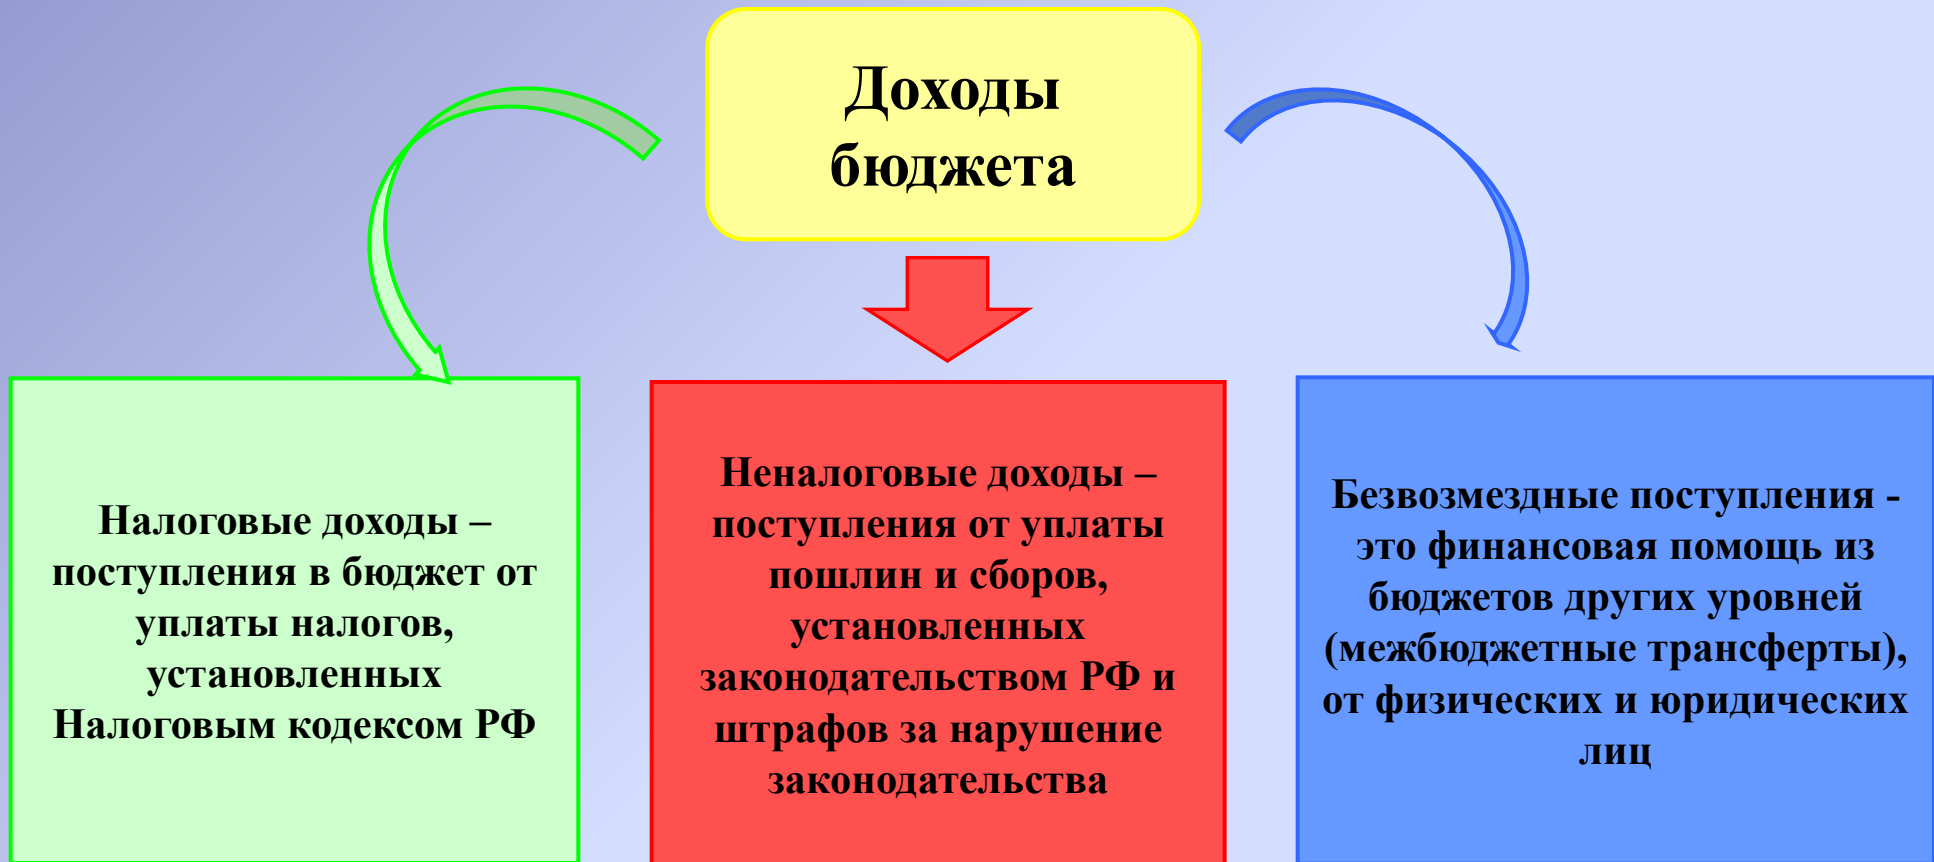 Доходы
бюджета
Налоговые доходы –
поступления в бюджет от
уплаты налогов,
установленных
Налоговым кодексом РФ
Неналоговые доходы –
поступления от уплаты
пошлин и сборов,
установленных
законодательством РФ и
штрафов за нарушение
законодательства
Безвозмездные поступления -
это финансовая помощь из
бюджетов других уровней
(межбюджетные трансферты),
от физических и юридических
лиц